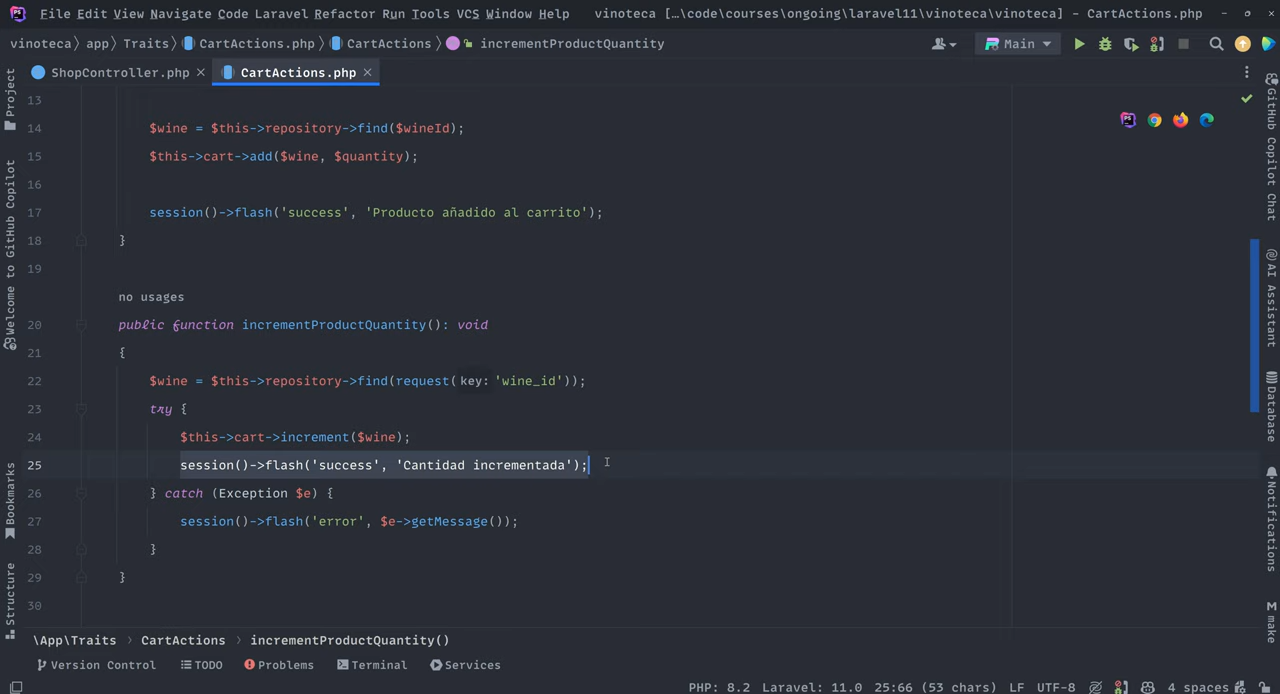 File Edit View Navigate Code Laravel Refactor Run Tools VCS Window Help vinoteca [...\code\courses\ongoing\laravel11\vinoteca\vinoteca] - CartActions.php
vinoteca app Traits CartActions.php CartActions incrementProductQuantity Main
ShopController.php CartActions.php
13
14 $wine = $this->repository->find($wineId);
15 $this->cart->add($wine, $quantity);
16
17 session()->flash('success', 'Producto añadido al carrito');
18 }
19
no usages
20 public function incrementProductQuantity(): void
21 {
22 $wine = $this->repository->find(request( key: 'wine_id'));
23 try {
24 $this->cart->increment($wine);
25 session()->flash('success', 'Cantidad incrementada');
26 } catch (Exception $e) {
27 session()->flash('error', $e->getMessage());
28 }
29 }
30
\App\Traits CartActions incrementProductQuantity()
Version Control TODO Problems Terminal Services
PHP: 8.2 Laravel: 11.0 25:66 (53 chars) LF UTF-8 4 spaces
Project
Welcome to GitHub Copilot
Bookmarks
Structure
GitHub Copilot Chat
AI Assistant
Database
Notifications
M make